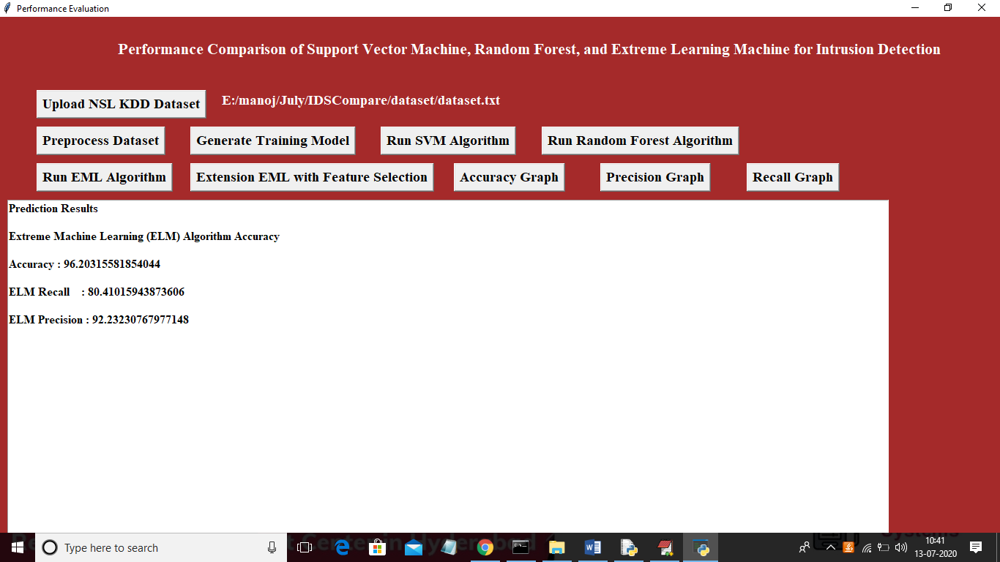 Performance Evaluation
Performance Comparison of Support Vector Machine, Random Forest, and Extreme Learning Machine for Intrusion Detection
Upload NSL KDD Dataset E:/manoj/July/IDSCompare/dataset/dataset.txt
Preprocess Dataset Generate Training Model Run SVM Algorithm Run Random Forest Algorithm
Run EML Algorithm Extension EML with Feature Selection Accuracy Graph Precision Graph Recall Graph
Prediction Results
Extreme Machine Learning (ELM) Algorithm Accuracy
Accuracy : 96.20315581854044
ELM Recall : 80.41015943873606
ELM Precision : 92.23230767977148
Type here to search
10:41
13-07-2020